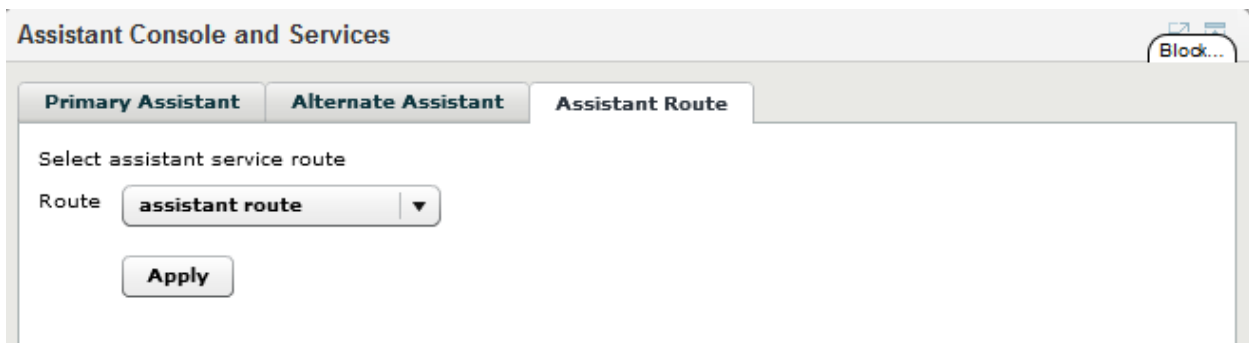 Assistant Console and Services
Block...
Primary Assistant Alternate Assistant Assistant Route
Select assistant service route
Route assistant route
Apply